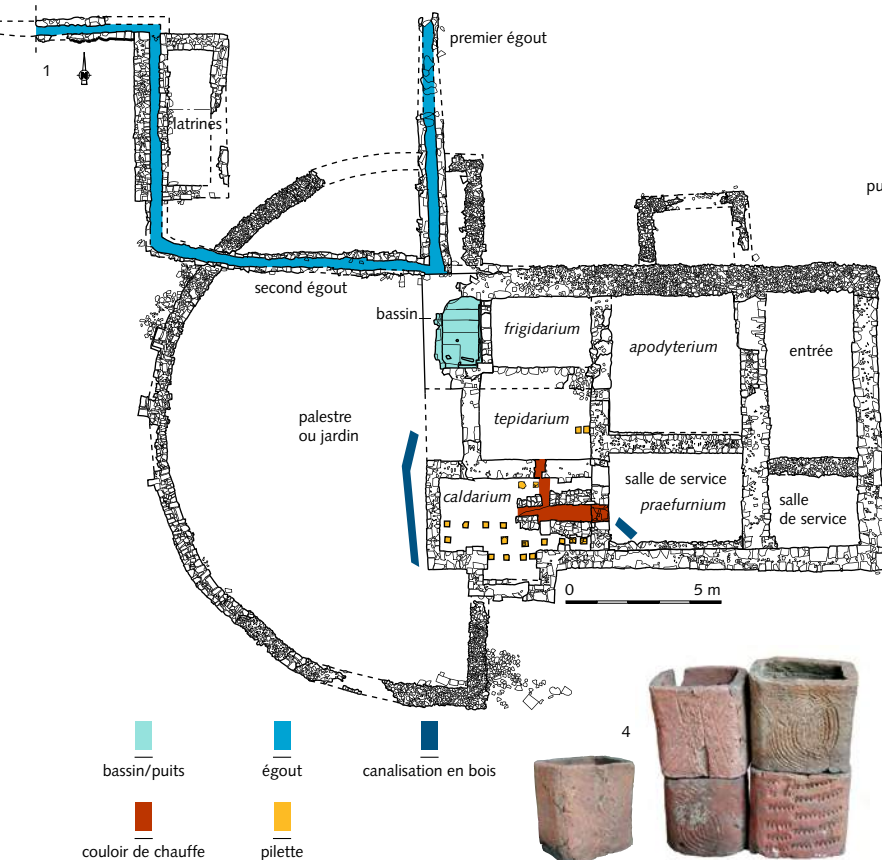 premier égout
1
latrines
pu
second égout
bassin
frigidarium
apodyterium
entrée
tepidarium
palestre
ou jardin
caldarium
salle de service
praefurnium
salle
de service
0 5 m
4
bassin/puits
égout
canalisation en bois
couloir de chauffe
pilette